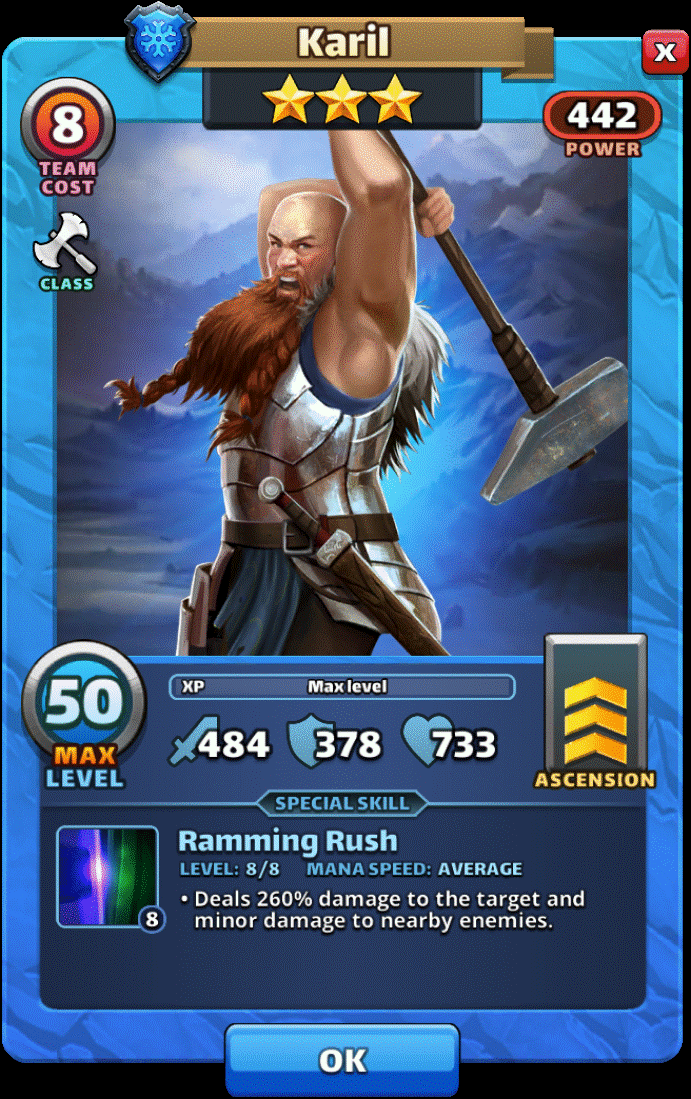 Karil
X
8
TEAM
COST
442
POWER
CLASS
50
MAX
LEVEL
XP Max level
484 378 733
ASCENSION
SPECIAL SKILL
Ramming Rush
LEVEL: 8/8 MANA SPEED: AVERAGE
8
• Deals 260% damage to the target and
minor damage to nearby enemies.
OK